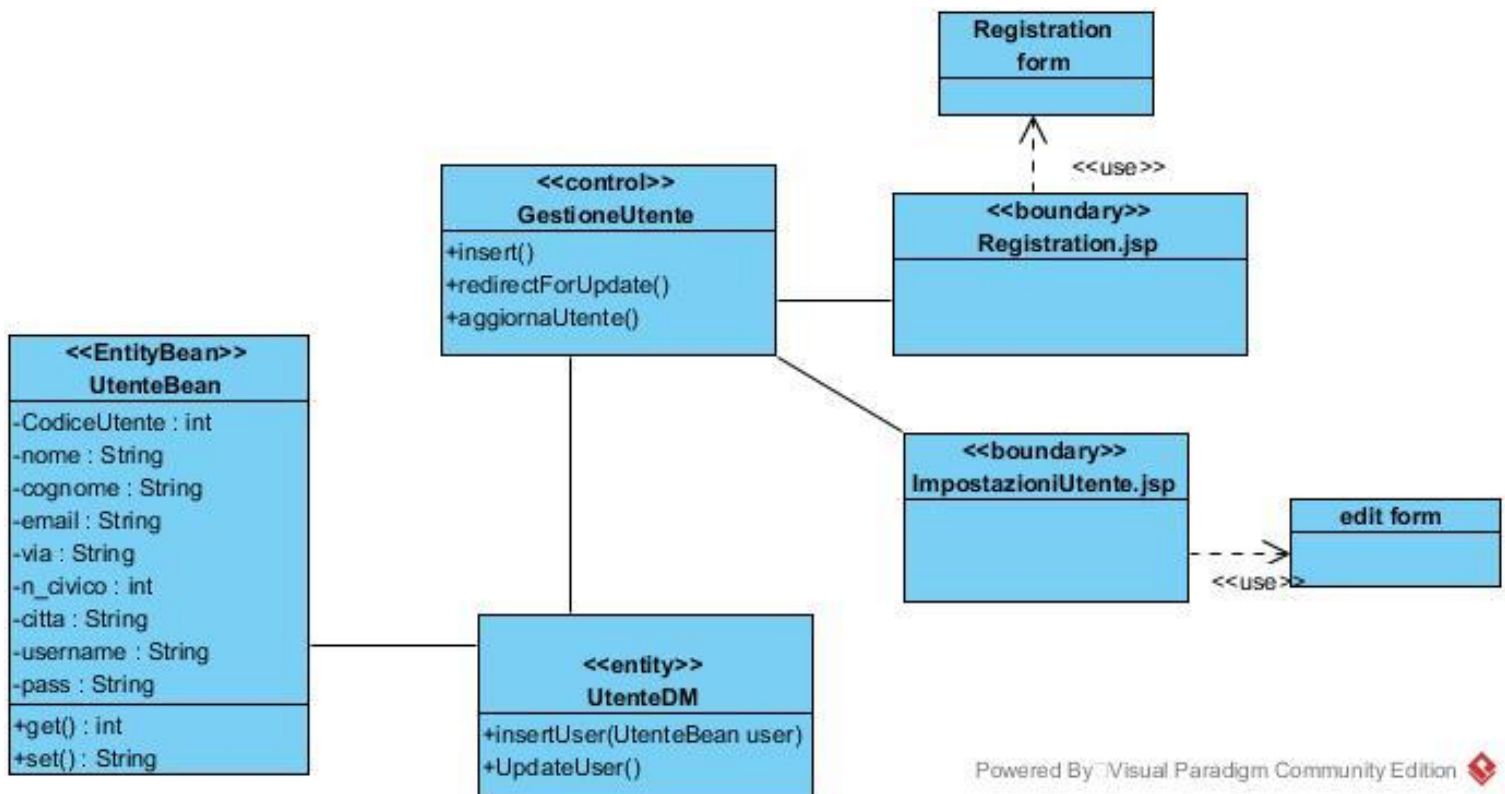 Registration
form
<<use>>
<<control>>
GestioneUtente
+insert()
+redirectForUpdate()
+aggiornaUtente()
<<boundary>>
Registration.jsp
<<EntityBean>>
UtenteBean
-CodiceUtente : int
-nome : String
-cognome : String
-email : String
-via : String
-n_civico : int
-citta : String
-username : String
-pass : String
+get() : int
+set() : String
<<boundary>>
ImpostazioniUtente.jsp
edit form
<<use>>
<<entity>>
UtenteDM
+insertUser(UtenteBean user)
+UpdateUser()
Powered By Visual Paradigm Community Edition